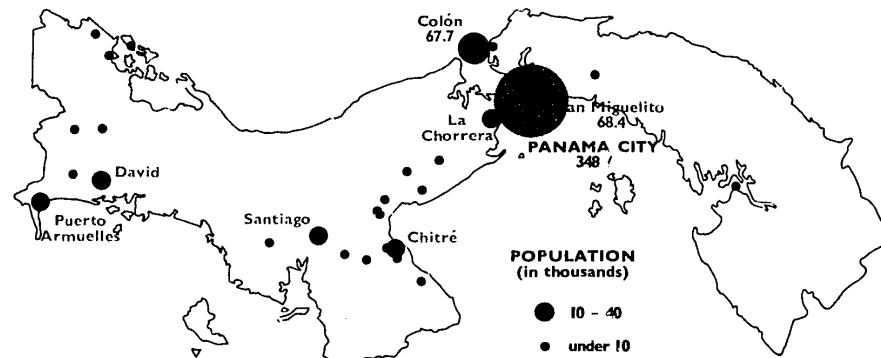 Colón
67.7
San Miguelito
68.4
La
Chorrera
PANAMA CITY
348
David
Puerto
Armuelles
Santiago
Chitré
POPULATION
(in thousands)
10 - 40
under 10